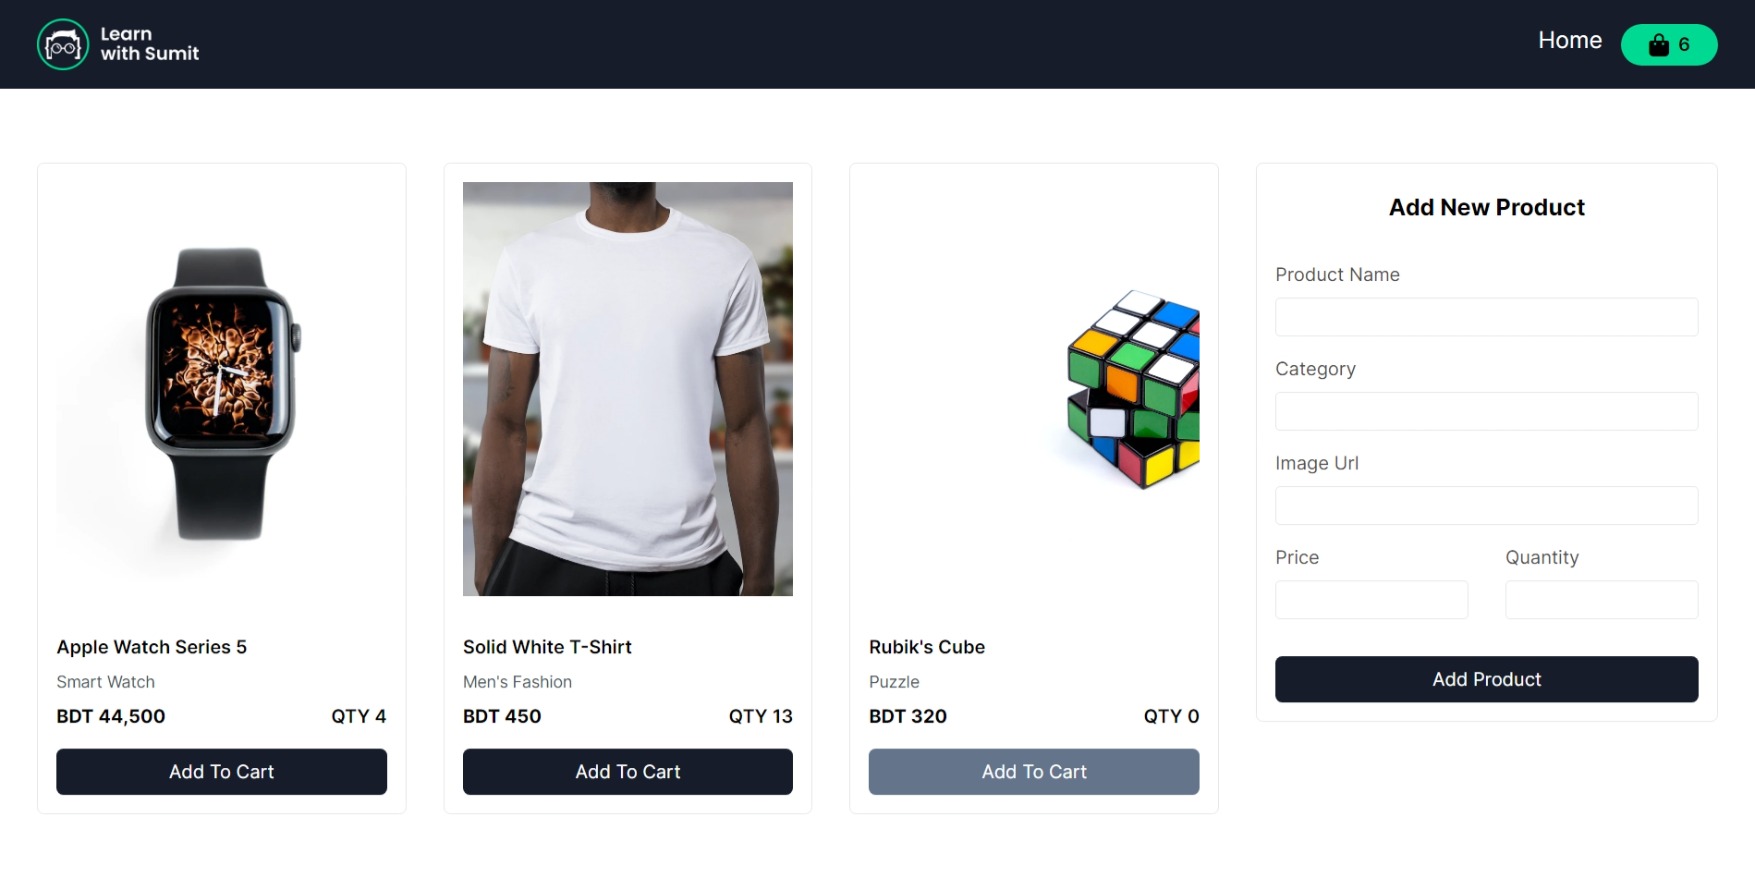 Learn
with Sumit
Home
6
Apple Watch Series 5
Smart Watch
BDT 44,500 QTY 4
Add To Cart
Solid White T-Shirt
Men's Fashion
BDT 450 QTY 13
Add To Cart
Rubik's Cube
Puzzle
BDT 320 QTY 0
Add To Cart
Add New Product
Product Name
Category
Image Url
Price Quantity
Add Product